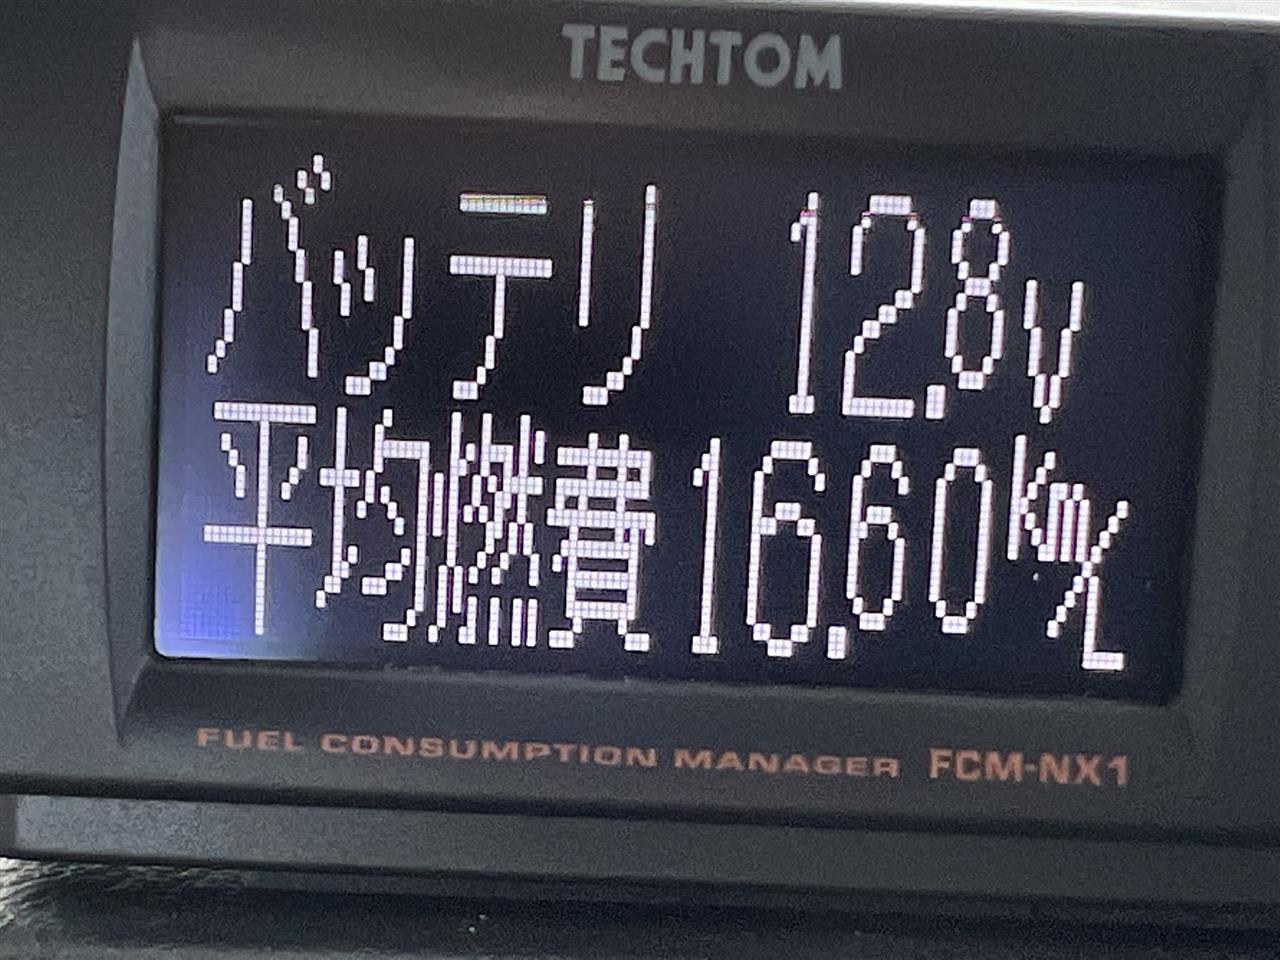 TECHTOM
バッテリ 12.8v
平均燃費 16.60km/L
FUEL CONSUMPTION MANAGER FCM-NX1